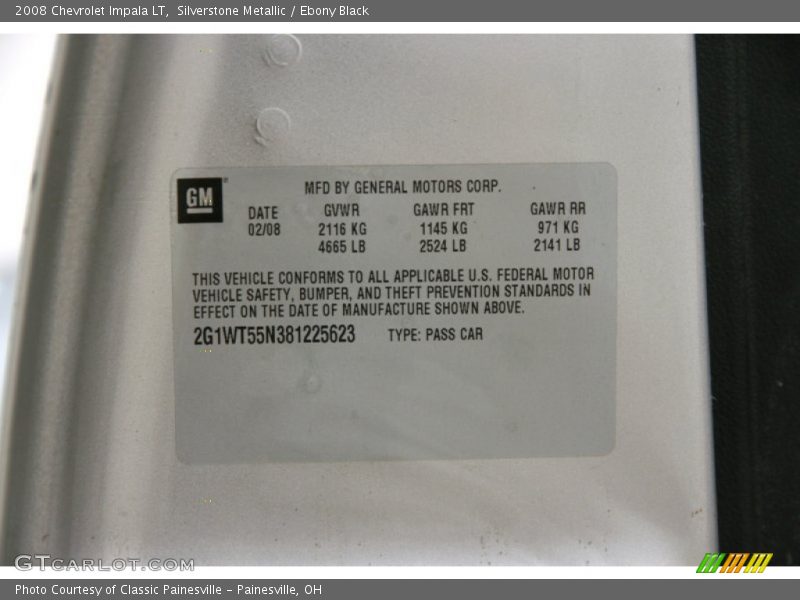 2008 Chevrolet Impala LT,  Silverstone Metallic / Ebony Black
GM
MFD BY GENERAL MOTORS CORP.
DATE GVWR GAWR FRT GAWR RR
02/08 2116 KG 1145 KG 971 KG
4665 LB 2524 LB 2141 LB
THIS VEHICLE CONFORMS TO ALL APPLICABLE U.S. FEDERAL MOTOR
VEHICLE SAFETY, BUMPER, AND THEFT PREVENTION STANDARDS IN
EFFECT ON THE DATE OF MANUFACTURE SHOWN ABOVE.
2G1WT55N381225623 TYPE: PASS CAR
GTCARLOT.COM
Photo Courtesy of Classic Painesville - Painesville, OH